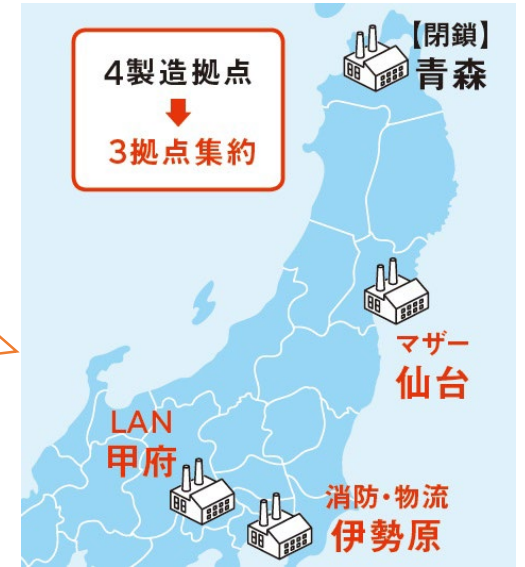 4製造拠点
3拠点集約
【閉鎖】
青森
マザー
仙台
LAN
甲府
消防・物流
伊勢原